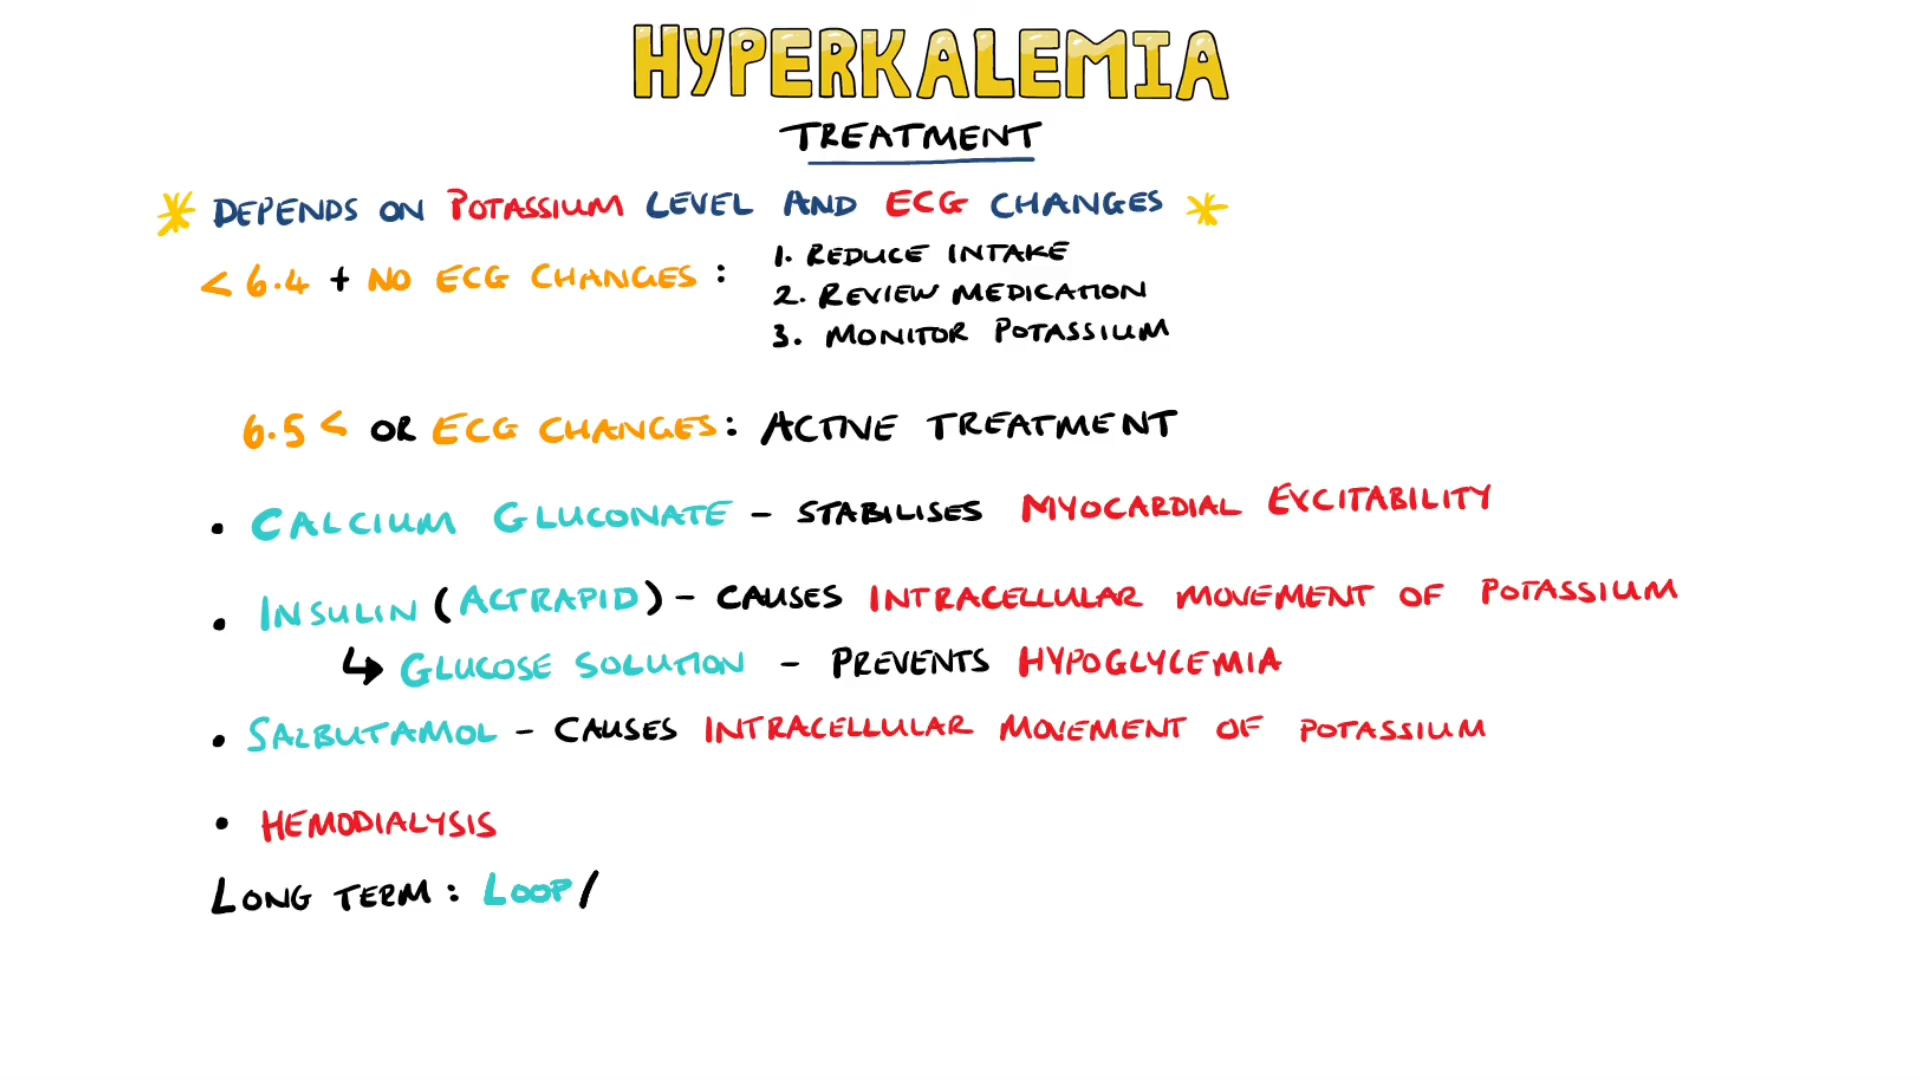 HYPERKALEMIA
TREATMENT
* DEPENDS ON POTASSIUM LEVEL AND ECG CHANGES *
< 6.4 + NO ECG CHANGES :
1. REDUCE INTAKE
2. REVIEW MEDICATION
3. MONITOR POTASSIUM
6.5 < OR ECG CHANGES : ACTIVE TREATMENT
• CALCIUM GLUCONATE – STABILISES MYOCARDIAL EXCITABILITY
• INSULIN (ACTRAPID) – CAUSES INTRACELLULAR MOVEMENT OF POTASSIUM
↳ GLUCOSE SOLUTION – PREVENTS HYPOGLYCEMIA
• SALBUTAMOL – CAUSES INTRACELLULAR MOVEMENT OF POTASSIUM
• HEMODIALYSIS
LONG TERM : LOOP/